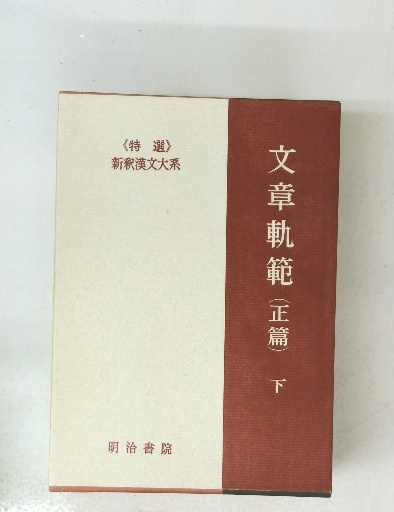 《特選》
新釈漢文大系
文章軌範(正篇) 下
明治書院